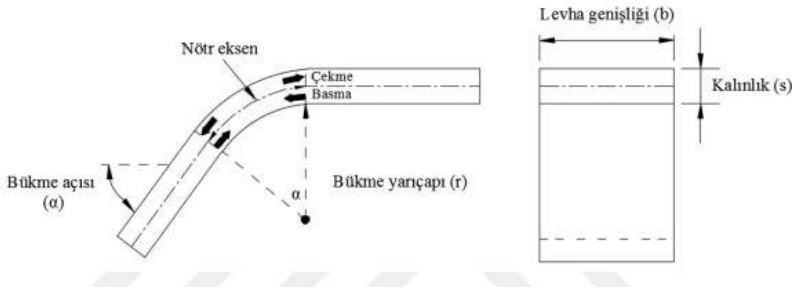 Nötr eksen
Çekme
Basma
Bükme açısı
(α)
α
Bükme yarıçapı (r)
Levha genişliği (b)
Kalınlık (s)